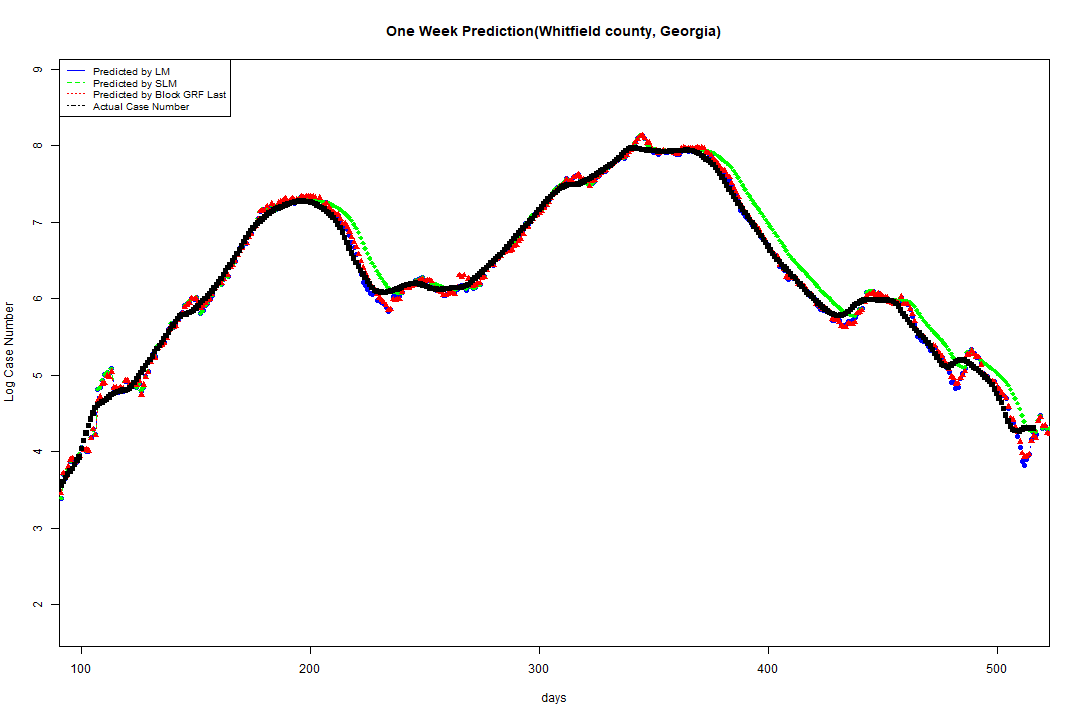 One Week Prediction(Whitfield county, Georgia)
Predicted by LM
Predicted by SLM
Predicted by Block GRF Last
Actual Case Number
Log Case Number
9
8
7
6
5
4
3
2
100 200 300 400 500
days